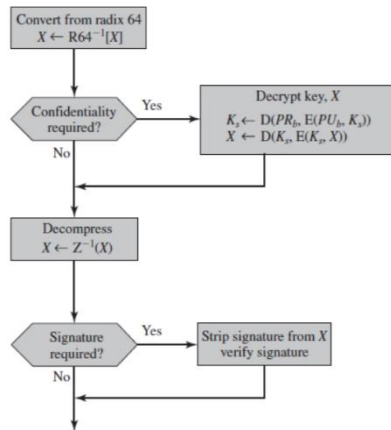 Convert from radix 64
X ← R64⁻¹[X]
Confidentiality
required?
Yes
No
Decrypt key, X
Kₛ ← D(PR_b, E(PU_b, Kₛ))
X ← D(Kₛ, E(Kₛ, X))
Decompress
X ← Z⁻¹(X)
Signature
required?
Yes
No
Strip signature from X
verify signature